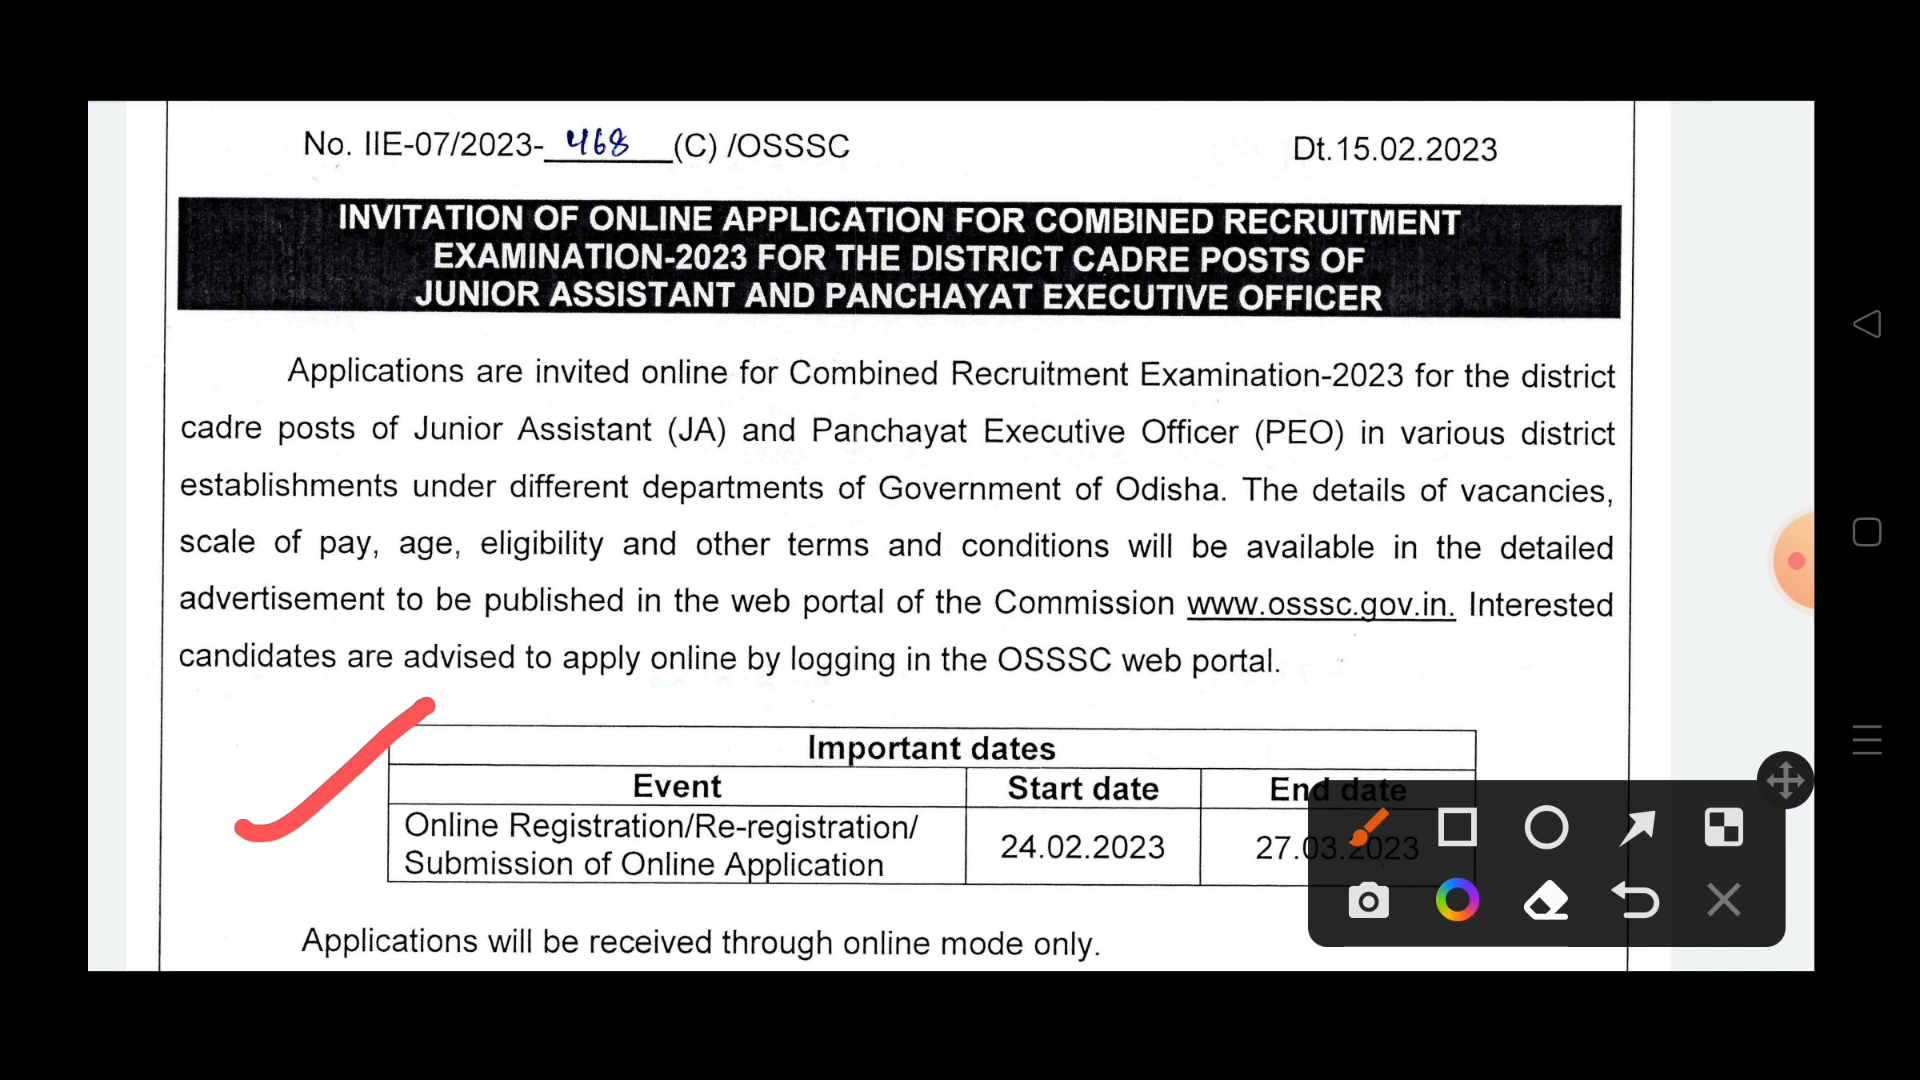 No. IIE-07/2023- 468 (C) /OSSSC
Dt.15.02.2023
INVITATION OF ONLINE APPLICATION FOR COMBINED RECRUITMENT
EXAMINATION-2023 FOR THE DISTRICT CADRE POSTS OF
JUNIOR ASSISTANT AND PANCHAYAT EXECUTIVE OFFICER
Applications are invited online for Combined Recruitment Examination-2023 for the district
cadre posts of Junior Assistant (JA) and Panchayat Executive Officer (PEO) in various district
establishments under different departments of Government of Odisha. The details of vacancies,
scale of pay, age, eligibility and other terms and conditions will be available in the detailed
advertisement to be published in the web portal of the Commission www.osssc.gov.in. Interested
candidates are advised to apply online by logging in the OSSSC web portal.
Important dates
Event Start date End date
Online Registration/Re-registration/
Submission of Online Application 24.02.2023 27.03.2023
Applications will be received through online mode only.